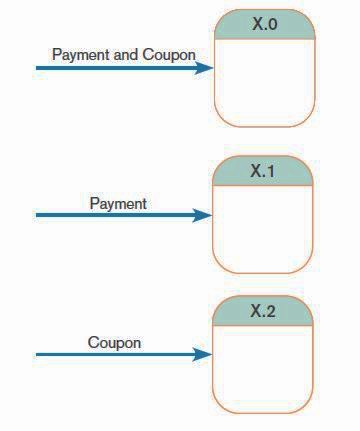 X.0
Payment and Coupon
X.1
Payment
X.2
Coupon